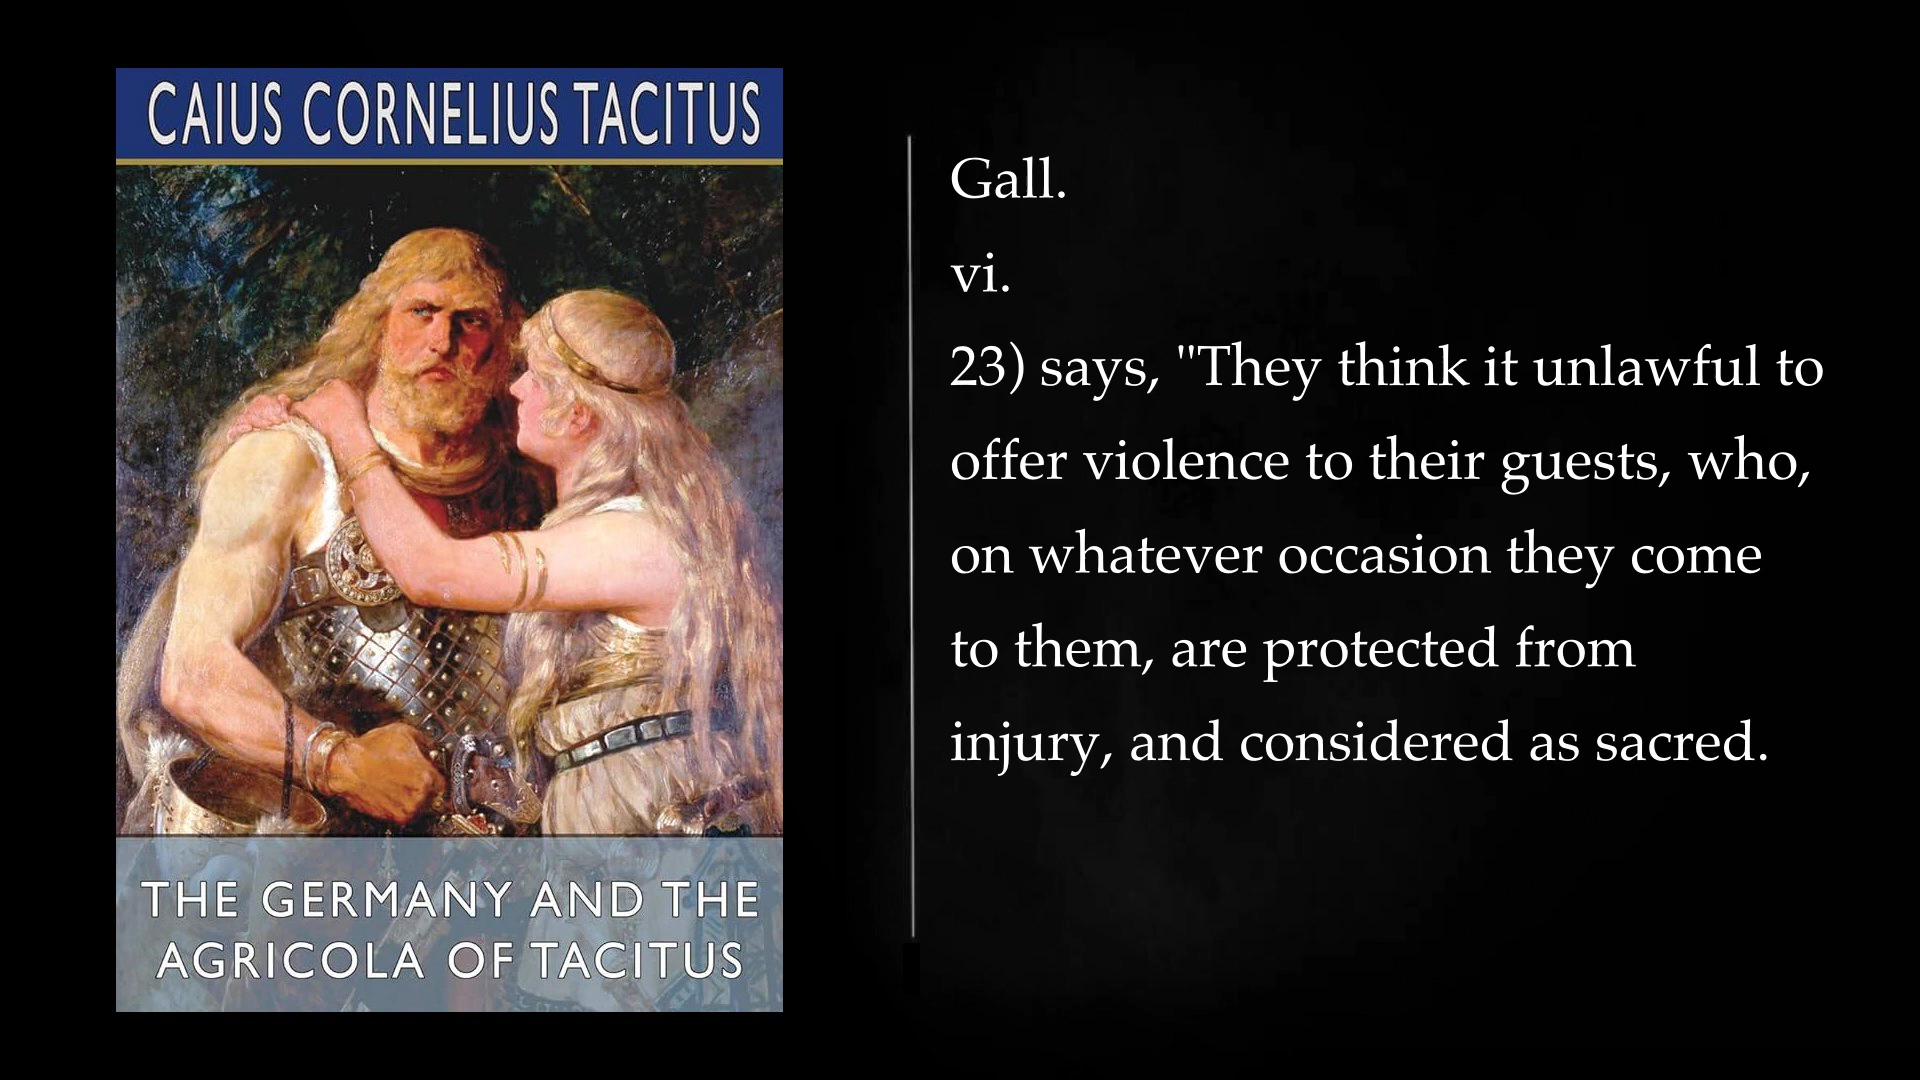 CAIUS CORNELIUS TACITUS
THE GERMANY AND THE
AGRICOLA OF TACITUS
Gall.
vi.
23) says, "They think it unlawful to
offer violence to their guests, who,
on whatever occasion they come
to them, are protected from
injury, and considered as sacred.